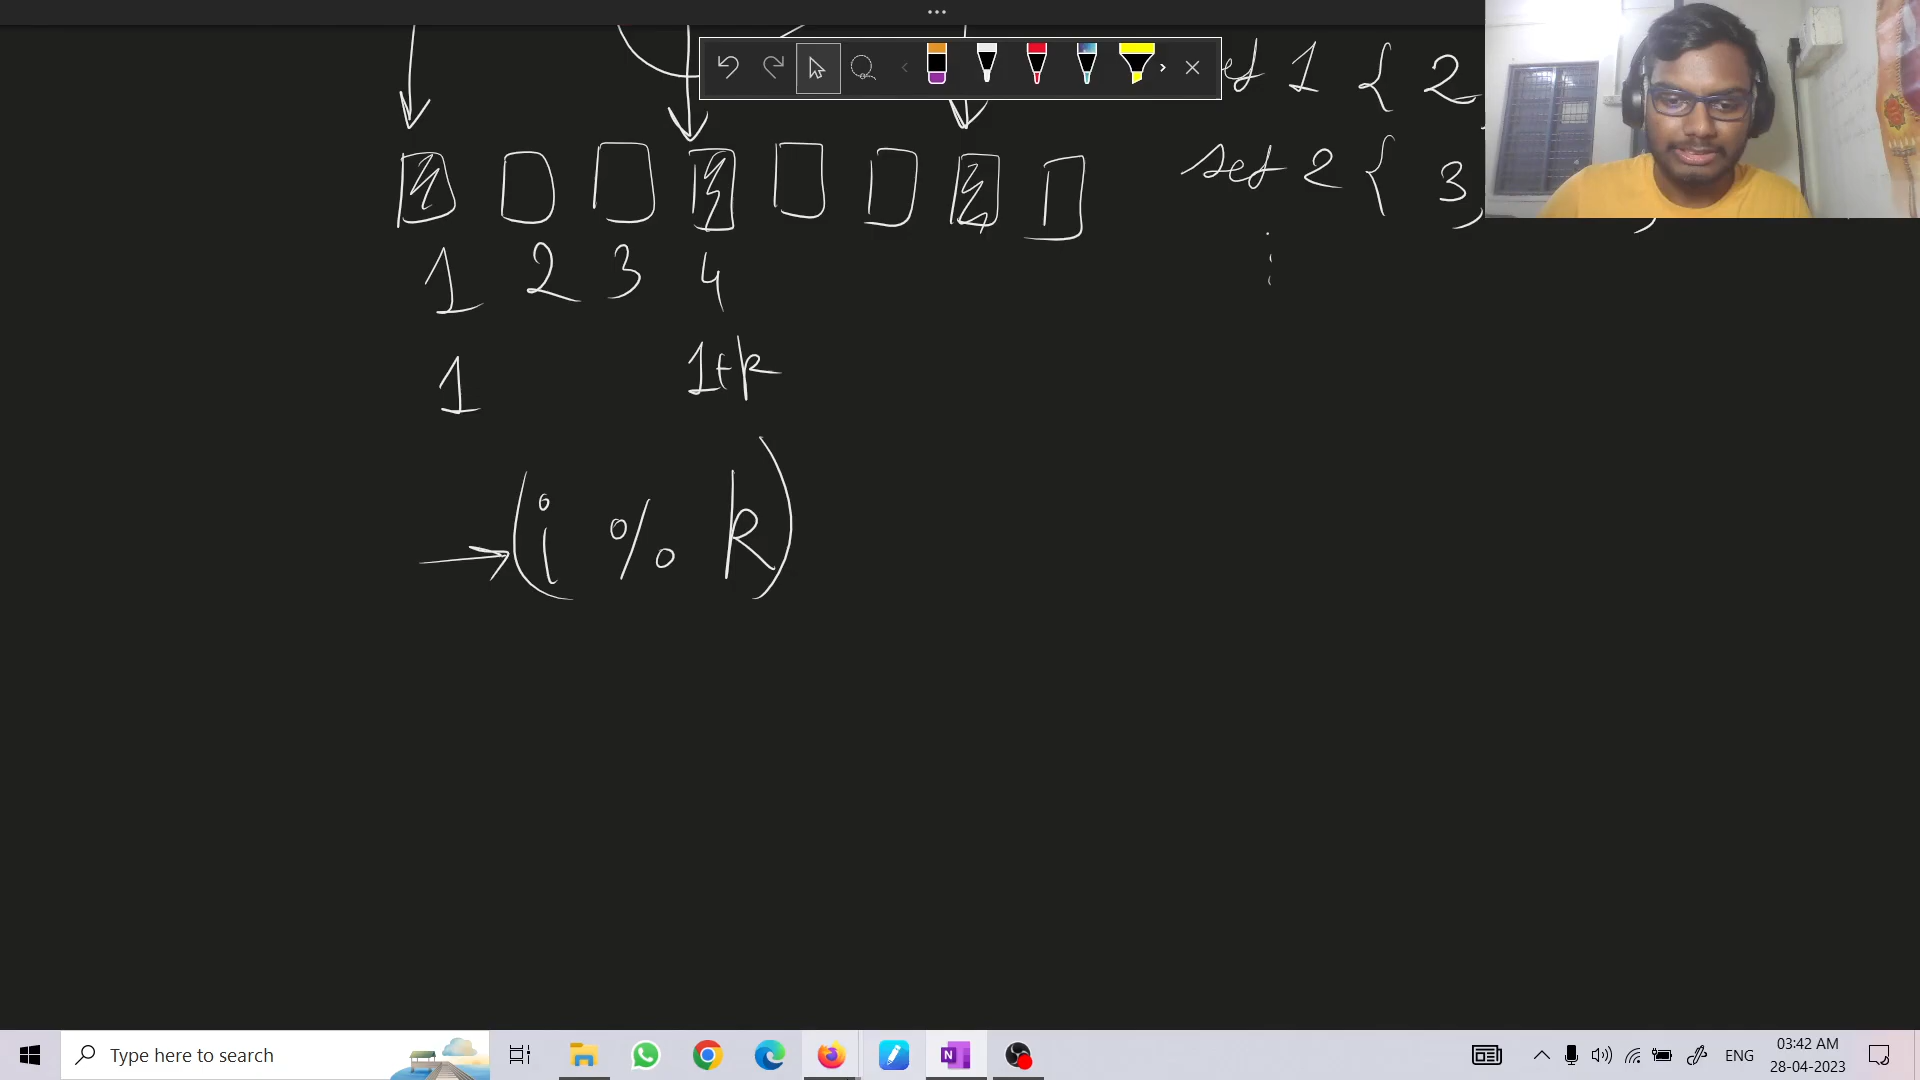 ef 1 { 2
set 2 { 3,
1 2 3 4
1 1+k
→ (i % k)
Type here to search
ENG
03:42 AM
28-04-2023